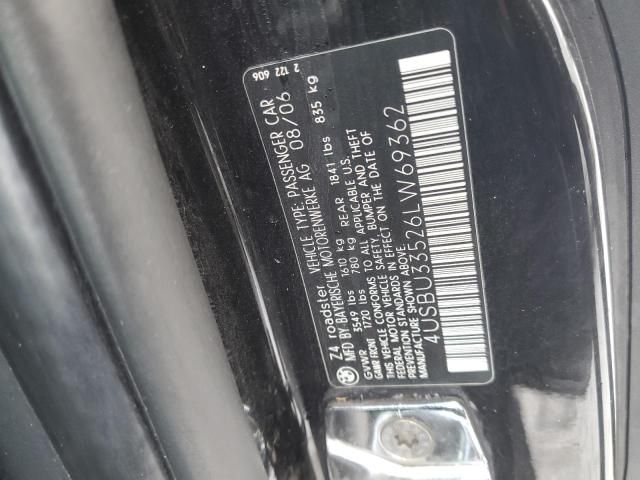 Z4 roadster VEHICLE TYPE: PASSENGER CAR
MFD BY BAYERISCHE MOTORENWERKE AG 08/06
GVWR 3549 lbs 1610 kg REAR 1841 lbs 835 kg
GAWR FRONT 1720 lbs 780 kg
THIS VEHICLE CONFORMS TO ALL APPLICABLE U.S.
FEDERAL MOTOR VEHICLE SAFETY, BUMPER AND THEFT
PREVENTION STANDARDS IN EFFECT ON THE DATE OF
MANUFACTURE SHOWN ABOVE.
4USBU33526LW69362
2 122 606